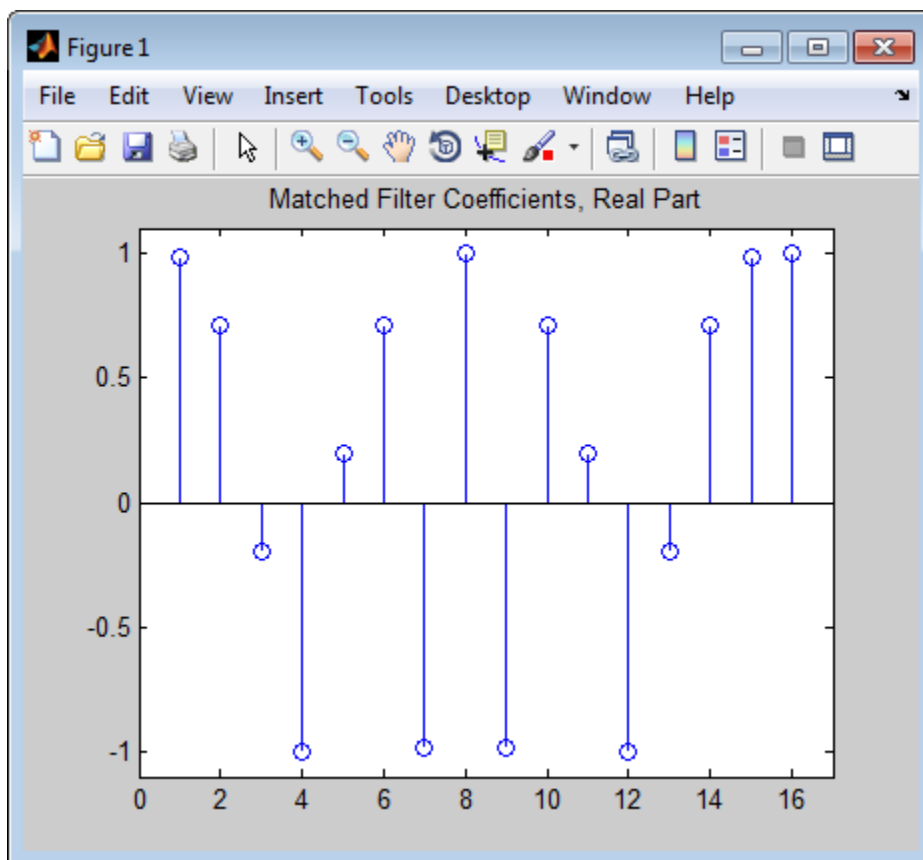 Figure 1
File Edit View Insert Tools Desktop Window Help
Matched Filter Coefficients, Real Part
1
0.5
0
-0.5
-1
0 2 4 6 8 10 12 14 16